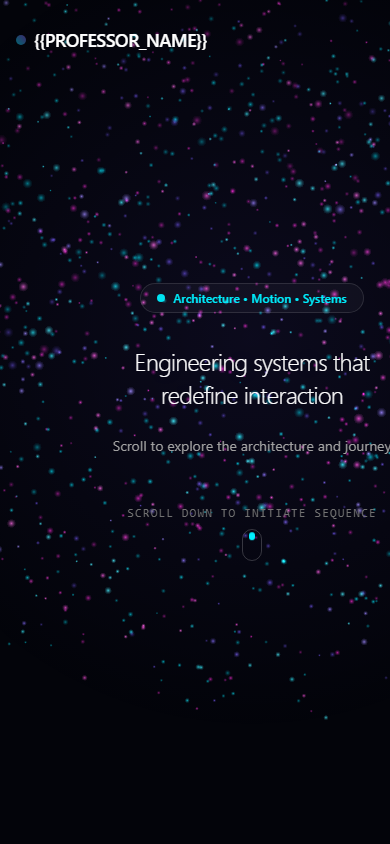 {{PROFESSOR_NAME}}
Architecture • Motion • Systems
Engineering systems that
redefine interaction
Scroll to explore the architecture and journey
SCROLL DOWN TO INITIATE SEQUENCE